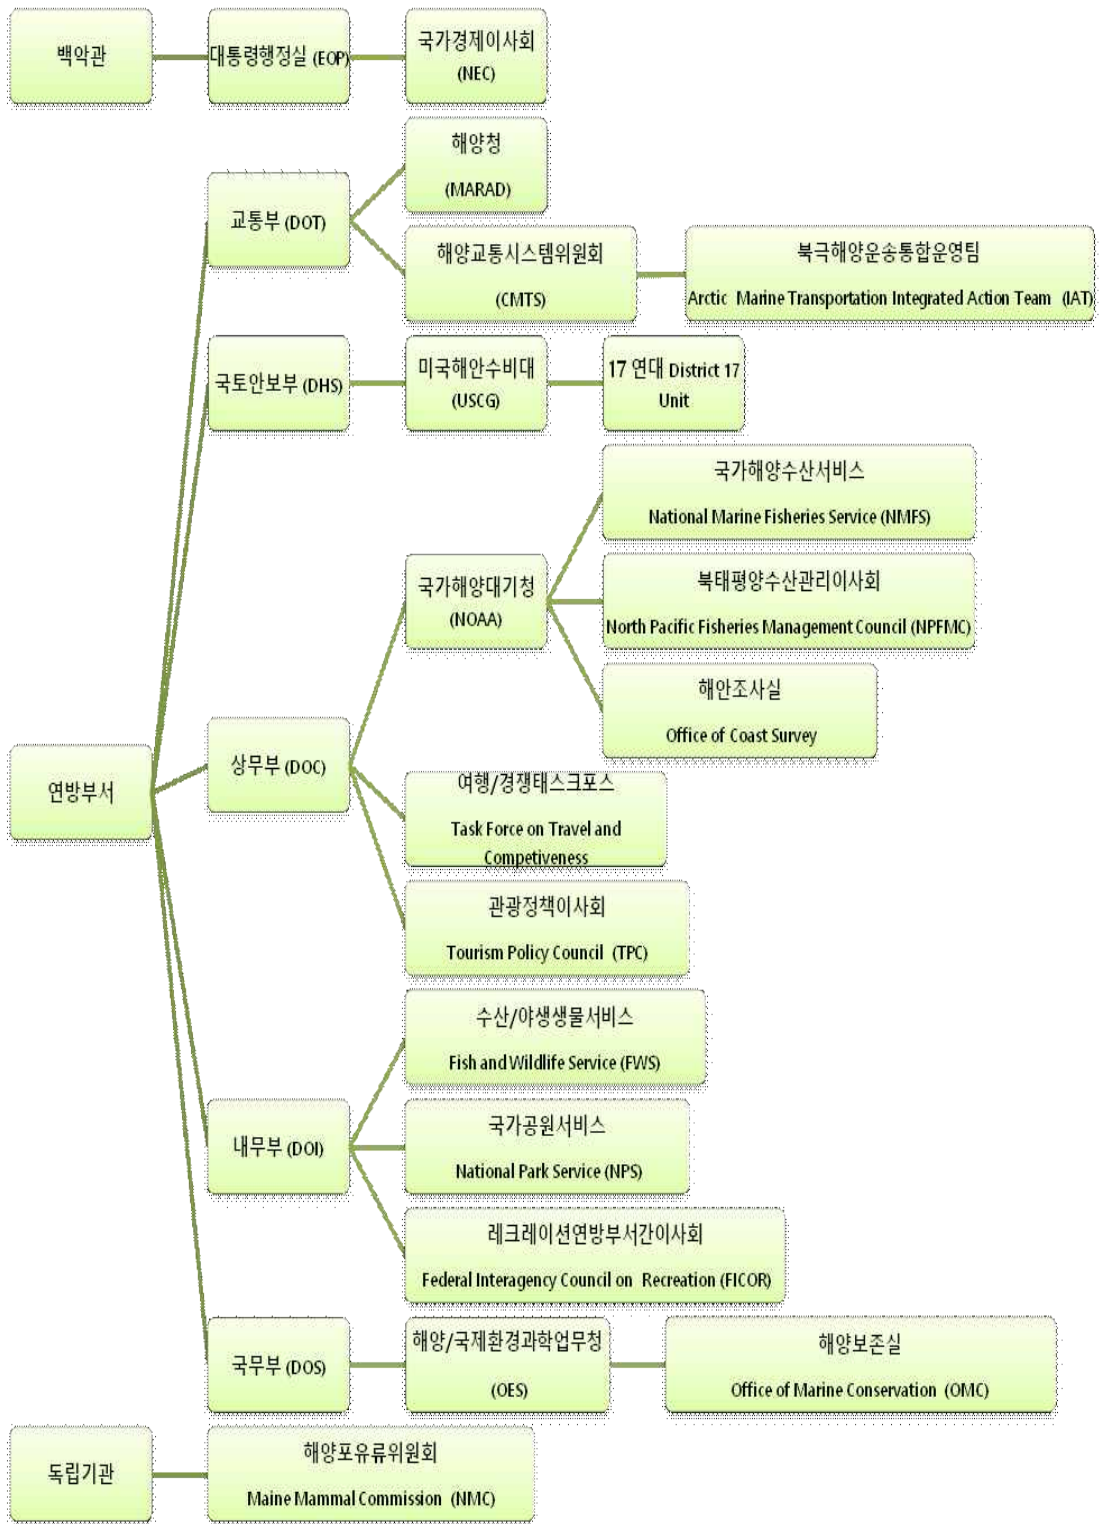 백악관
대통령행정실 (EOP)
국가경제이사회
(NEC)
해양청
(MARAD)
교통부 (DOT)
해양교통시스템위원회
(CMTS)
북극해양운송통합운영팀
Arctic Marine Transportation Integrated Action Team (IAT)
국토안보부 (DHS)
미국해안수비대
(USCG)
17 연대 District 17
Unit
국가해양수산서비스
National Marine Fisheries Service (NMFS)
국가해양대기청
(NOAA)
북태평양수산관리이사회
North Pacific Fisheries Management Council (NPFMC)
해안조사실
Office of Coast Survey
연방부서
상무부 (DOC)
여행/경쟁태스크포스
Task Force on Travel and
Competiveness
관광정책이사회
Tourism Policy Council (TPC)
수산/야생생물서비스
Fish and Wildlife Service (FWS)
내무부 (DOI)
국가공원서비스
National Park Service (NPS)
레크레이션연방부서간이사회
Federal Interagency Council on Recreation (FICOR)
국무부 (DOS)
해양/국제환경과학업무청
(OES)
해양보존실
Office of Marine Conservation (OMC)
독립기관
해양포유류위원회
Maine Mammal Commission (NMC)